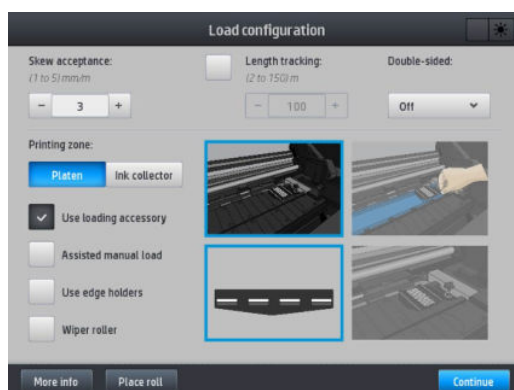 Load configuration
Skew acceptance:
(1 to 5) mm/m
- 3 +
Length tracking:
(2 to 150) m
- 100 +
Double-sided:
Off
Printing zone:
Platen Ink collector
Use loading accessory
Assisted manual load
Use edge holders
Wiper roller
More info Place roll Continue